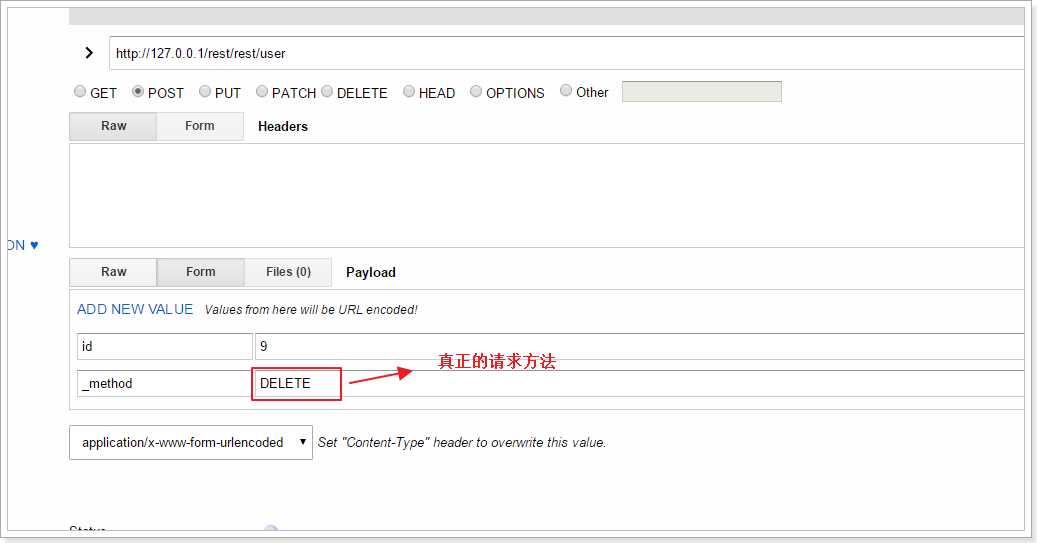 http://127.0.0.1/rest/rest/user
GET POST PUT PATCH DELETE HEAD OPTIONS Other
Raw Form Headers
ON ♥
Raw Form Files (0) Payload
ADD NEW VALUE Values from here will be URL encoded!
id 9
真正的请求方法
_method DELETE
application/x-www-form-urlencoded Set "Content-Type" header to overwrite this value.
Status